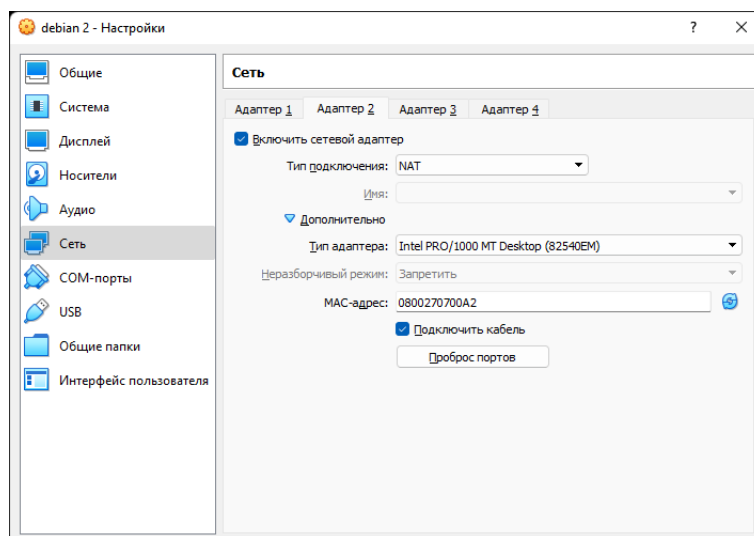 debian 2 - Настройки
?
Общие
Система
Дисплей
Носители
Аудио
Сеть
COM-порты
USB
Общие папки
Интерфейс пользователя
Сеть
Адаптер 1 Адаптер 2 Адаптер 3 Адаптер 4
Включить сетевой адаптер
Тип подключения: NAT
Имя:
Дополнительно
Тип адаптера: Intel PRO/1000 MT Desktop (82540EM)
Неразборчивый режим: Запретить
MAC-адрес: 0800270700A2
Подключить кабель
Проброс портов